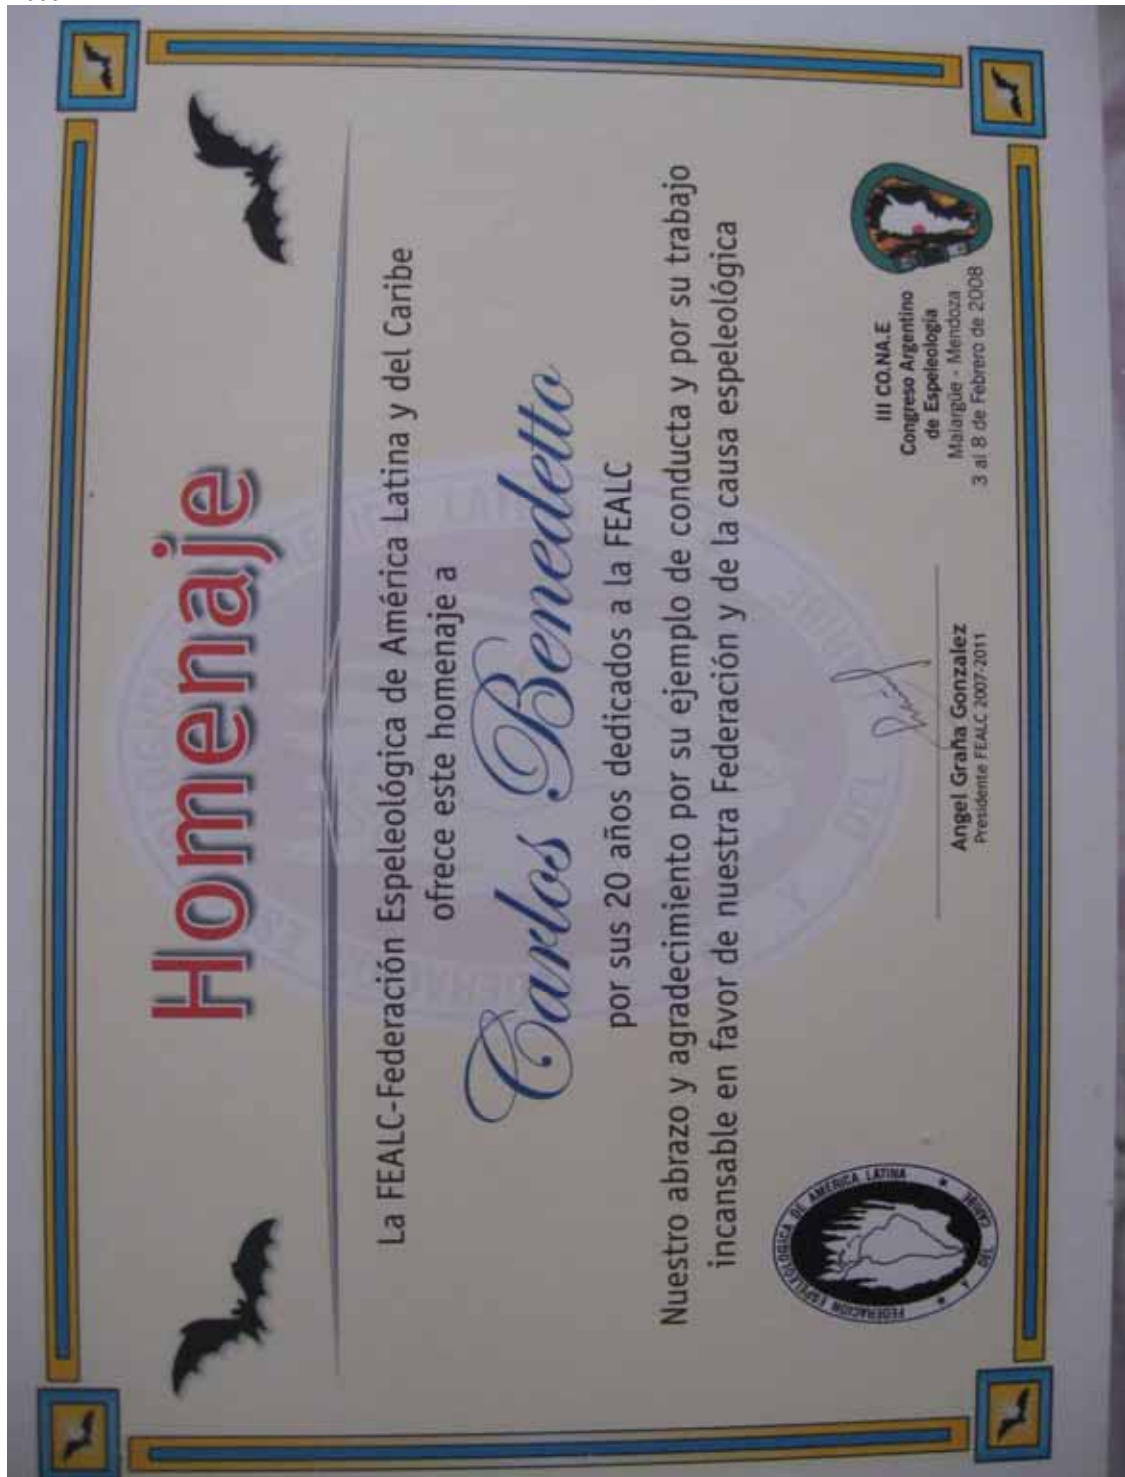 Homenaje
La FEALC-Federación Espeleológica de América Latina y del Caribe
ofrece este homenaje a
Carlos Benedetto
por sus 20 años dedicados a la FEALC
Nuestro abrazo y agradecimiento por su ejemplo de conducta y por su trabajo
incansable en favor de nuestra Federación y de la causa espeleológica
FEDERACION ESPELEOLOGICA DE AMERICA LATINA
Y DEL CARIBE
Angel Graña Gonzalez
Presidente FEALC 2007-2011
III CO.NA.E
Congreso Argentino
de Espeleología
Malargüe - Mendoza
3 al 8 de Febrero de 2008